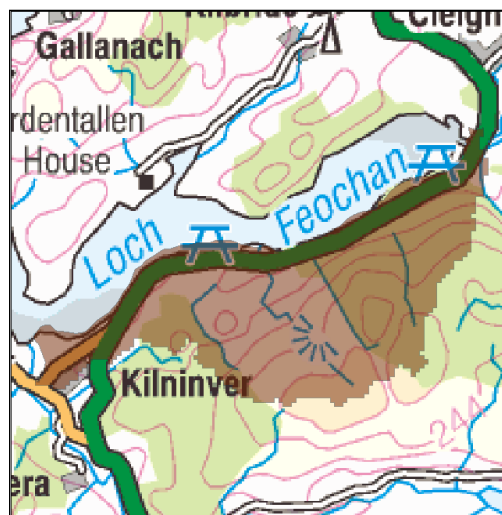 Gallanach
rdentallen
House
Loch
Feochan
Kilninver
244
era